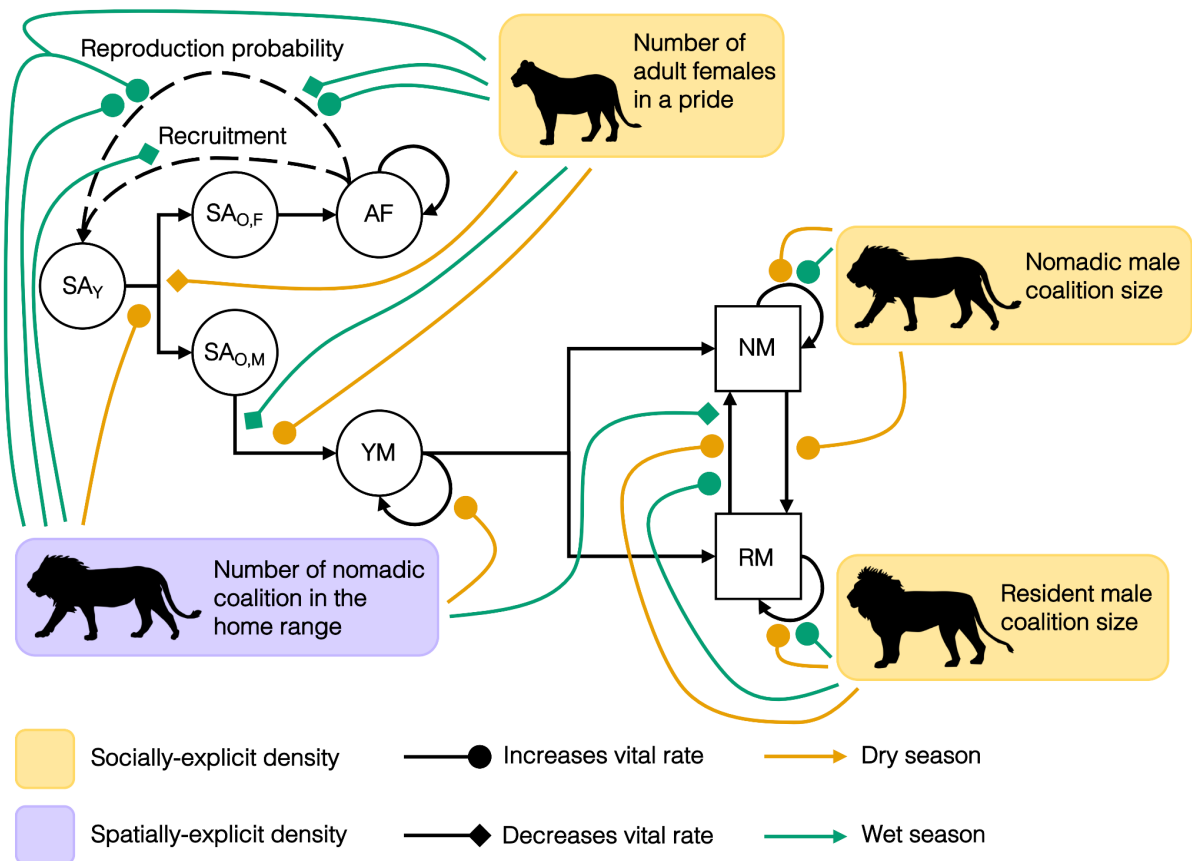 Reproduction probability
Recruitment
Number of
adult females
in a pride
SA_O,F
AF
SA_Y
SA_O,M
YM
NM
RM
Nomadic male
coalition size
Number of nomadic
coalition in the
home range
Resident male
coalition size
Socially-explicit density
Increases vital rate
Dry season
Spatially-explicit density
Decreases vital rate
Wet season